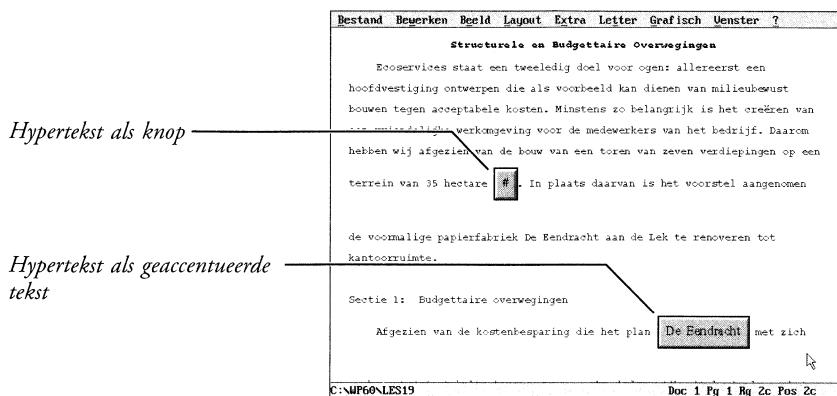 Bestand Bewerken Beeld Layout Extra Letter Grafisch Venster ?
Structurele en Budgettaire Overwegingen
Ecoservices staat een tweeledig doel voor ogen: allereerst een
hoofdvestiging ontwerpen die als voorbeeld kan dienen van milieubewust
bouwen tegen acceptabele kosten. Minstens zo belangrijk is het creëren van
Hypertekst als knop
werkomgeving voor de medewerkers van het bedrijf. Daarom
hebben wij afgezien van de bouw van een toren van zeven verdiepingen op een
terrein van 35 hectare #. In plaats daarvan is het voorstel aangenomen
de voormalige papierfabriek De Eendracht aan de Lek te renoveren tot
kantoorruimte.
Hypertekst als geaccentueerde
tekst
Sectie 1: Budgettaire overwegingen
Afgezien van de kostenbesparing die het plan De Eendracht met zich
C:\WP60\LES19 Doc 1 Pg 1 Rg 2c Pos 2c